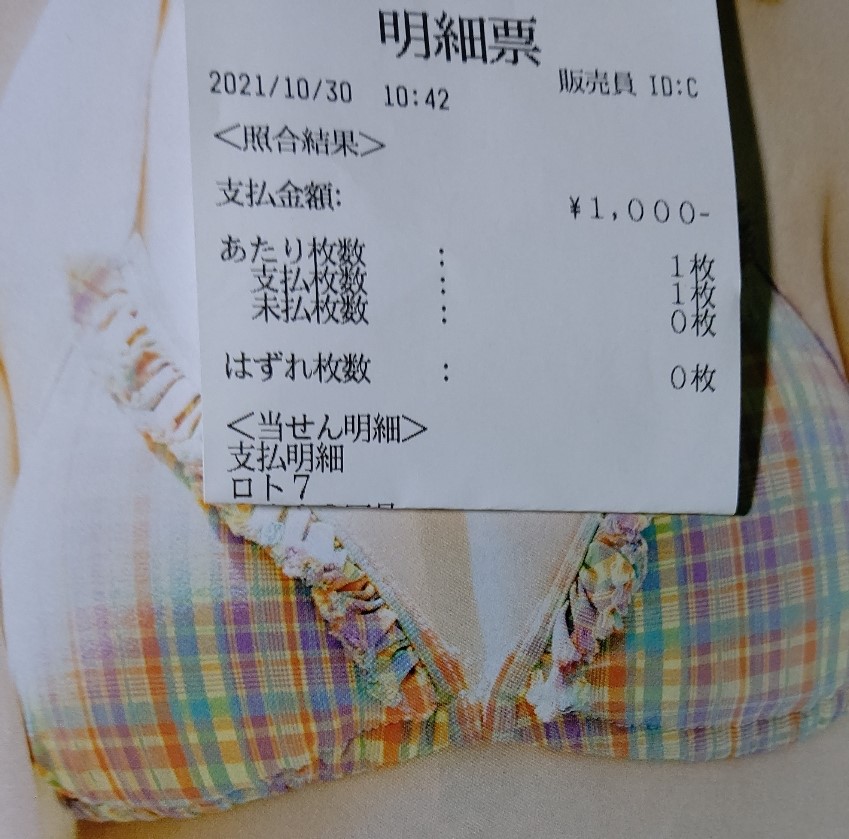 明細票
2021/10/30 10:42 販売員 ID:C
<照合結果>
支払金額: ¥1,000-
あたり枚数 : 1枚
支払枚数 : 1枚
未払枚数 : 0枚
はずれ枚数 : 0枚
<当せん明細>
支払明細
ロト7